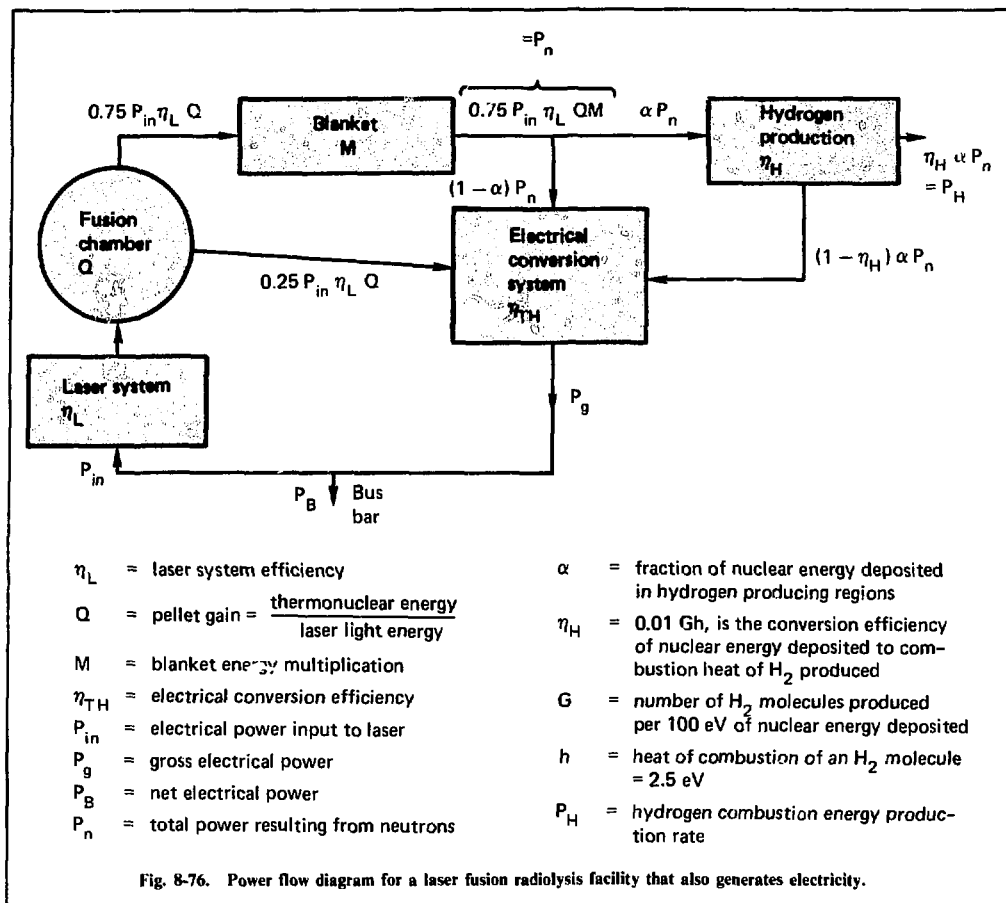 =P_n
0.75 P_in η_L Q
Blanket
M
0.75 P_in η_L QM
α P_n
Hydrogen
production
η_H
η_H α P_n
= P_H
(1 − α) P_n
Fusion
chamber
Q
0.25 P_in η_L Q
Electrical
conversion
system
η_TH
(1 − η_H) α P_n
Laser system
η_L
P_g
P_in
P_B
Bus
bar
η_L = laser system efficiency
Q = pellet gain = thermonuclear energy / laser light energy
M = blanket energy multiplication
η_TH = electrical conversion efficiency
P_in = electrical power input to laser
P_g = gross electrical power
P_B = net electrical power
P_n = total power resulting from neutrons
α = fraction of nuclear energy deposited
in hydrogen producing regions
η_H = 0.01 Gh, is the conversion efficiency
of nuclear energy deposited to com-
bustion heat of H_2 produced
G = number of H_2 molecules produced
per 100 eV of nuclear energy deposited
h = heat of combustion of an H_2 molecule
= 2.5 eV
P_H = hydrogen combustion energy produc-
tion rate
Fig. 8-76. Power flow diagram for a laser fusion radiolysis facility that also generates electricity.